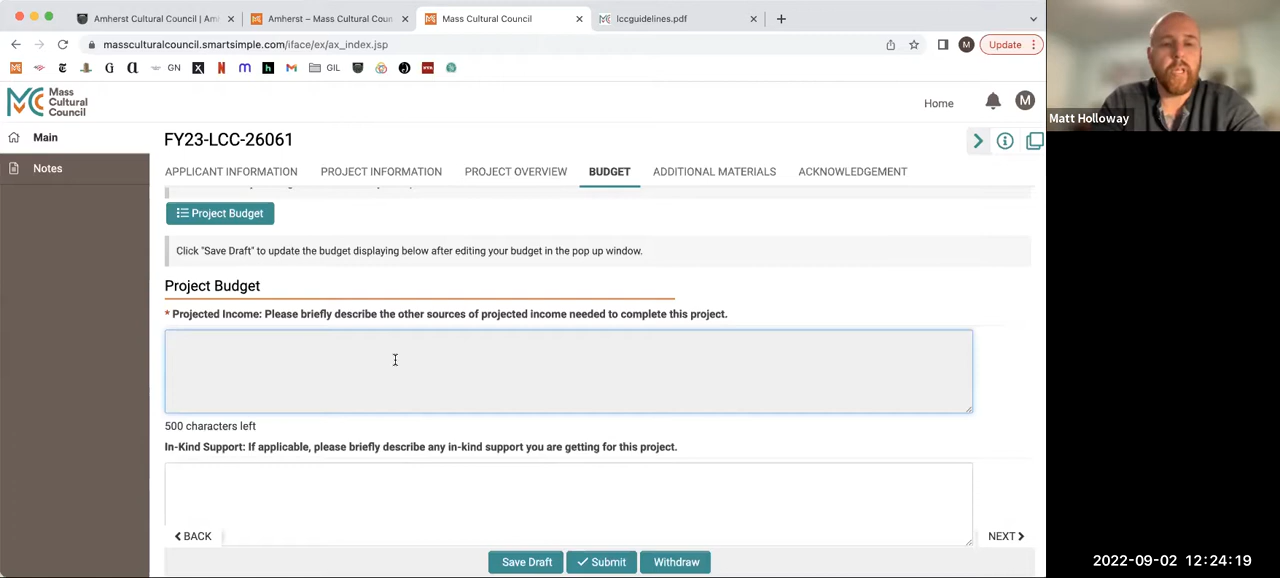 Amherst Cultural Council | Am
Amherst – Mass Cultural Coun
Mass Cultural Council
lccguidelines.pdf
massculturalcouncil.smartsimple.com/iface/ex/ax_index.jsp
M
Update
GN
GIL
Mass
Cultural
Council
Home
M
Main
Notes
FY23-LCC-26061
APPLICANT INFORMATION
PROJECT INFORMATION
PROJECT OVERVIEW
BUDGET
ADDITIONAL MATERIALS
ACKNOWLEDGEMENT
Project Budget
Click "Save Draft" to update the budget displaying below after editing your budget in the pop up window.
Project Budget
* Projected Income: Please briefly describe the other sources of projected income needed to complete this project.
500 characters left
In-Kind Support: If applicable, please briefly describe any in-kind support you are getting for this project.
BACK
NEXT
Save Draft
Submit
Withdraw
Matt Holloway
2022-09-02 12:24:19